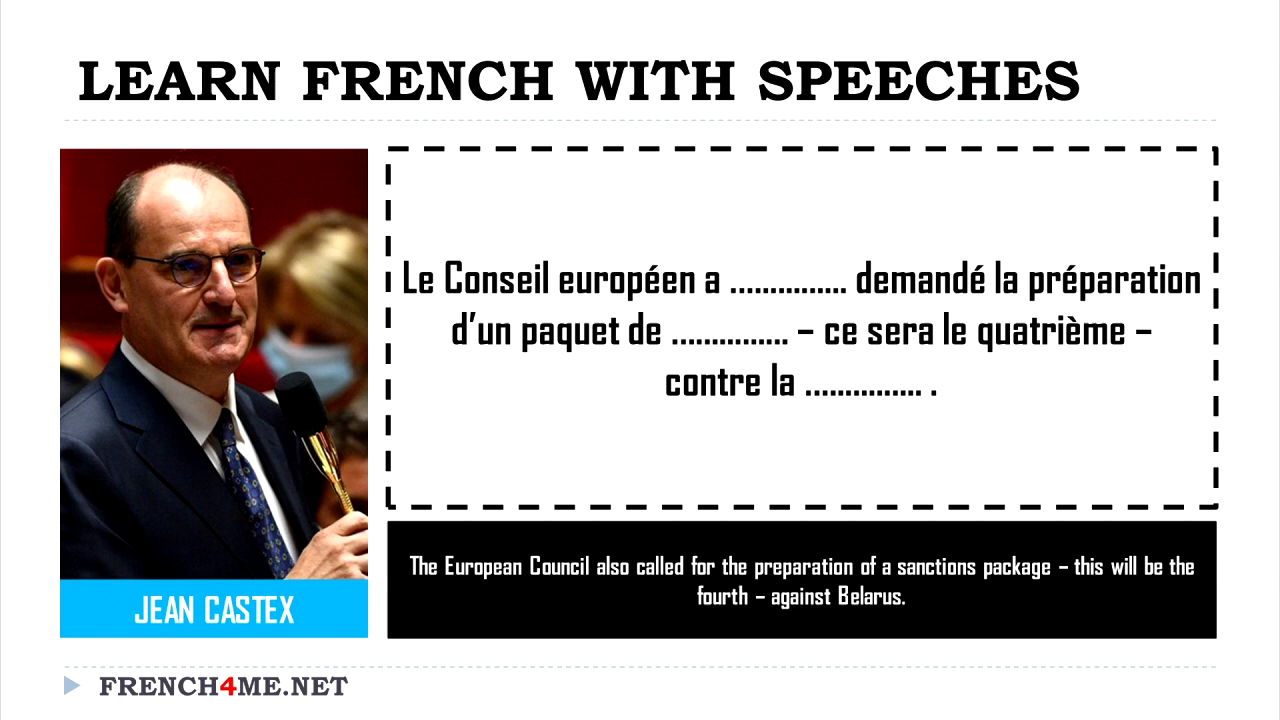 LEARN FRENCH WITH SPEECHES
Le Conseil européen a ............... demandé la préparation
d’un paquet de ............... – ce sera le quatrième –
contre la ............... .
The European Council also called for the preparation of a sanctions package – this will be the
fourth – against Belarus.
JEAN CASTEX
FRENCH4ME.NET